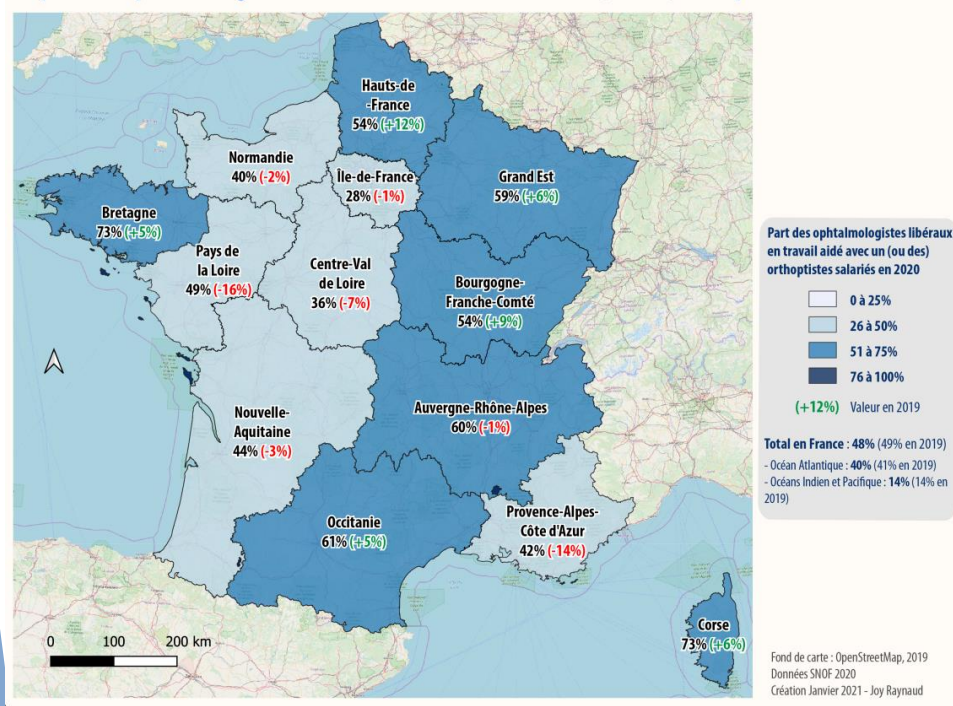 Hauts-de
-France
54% (+12%)
Normandie
40% (-2%)
Île-de-France
28% (-1%)
Grand Est
59% (+6%)
Bretagne
73% (+5%)
Pays de
la Loire
49% (-16%)
Centre-Val
de Loire
36% (-7%)
Bourgogne-
Franche-Comté
54% (+9%)
Nouvelle-
Aquitaine
44% (-3%)
Auvergne-Rhône-Alpes
60% (-1%)
Occitanie
61% (+5%)
Provence-Alpes-
Côte d'Azur
42% (-14%)
Corse
73% (+6%)
0 100 200 km
Part des ophtalmologistes libéraux
en travail aidé avec un (ou des)
orthoptistes salariés en 2020
0 à 25%
26 à 50%
51 à 75%
76 à 100%
(+12%) Valeur en 2019
Total en France : 48% (49% en 2019)
- Océan Atlantique : 40% (41% en 2019)
- Océans Indien et Pacifique : 14% (14% en
2019)
Fond de carte : OpenStreetMap, 2019
Données SNOF 2020
Création Janvier 2021 - Joy Raynaud